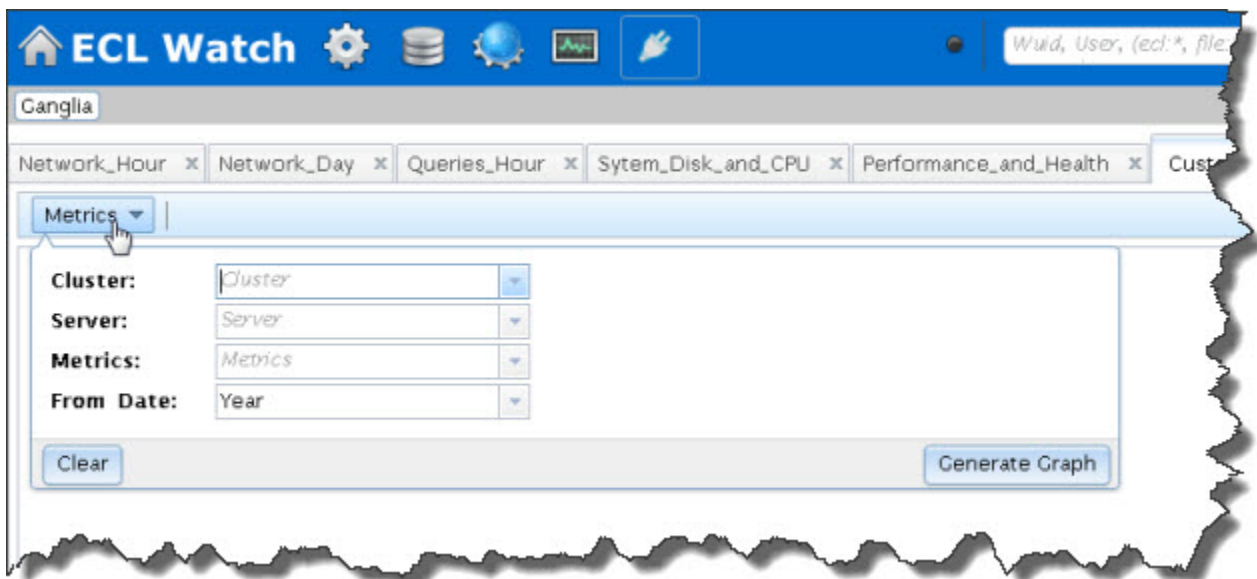 ECL Watch
Wuid, User, (ecl:*, file:
Ganglia
Network_Hour x Network_Day x Queries_Hour x Sytem_Disk_and_CPU x Performance_and_Health x Cust
Metrics
Cluster: Cluster
Server: Server
Metrics: Metrics
From Date: Year
Clear Generate Graph